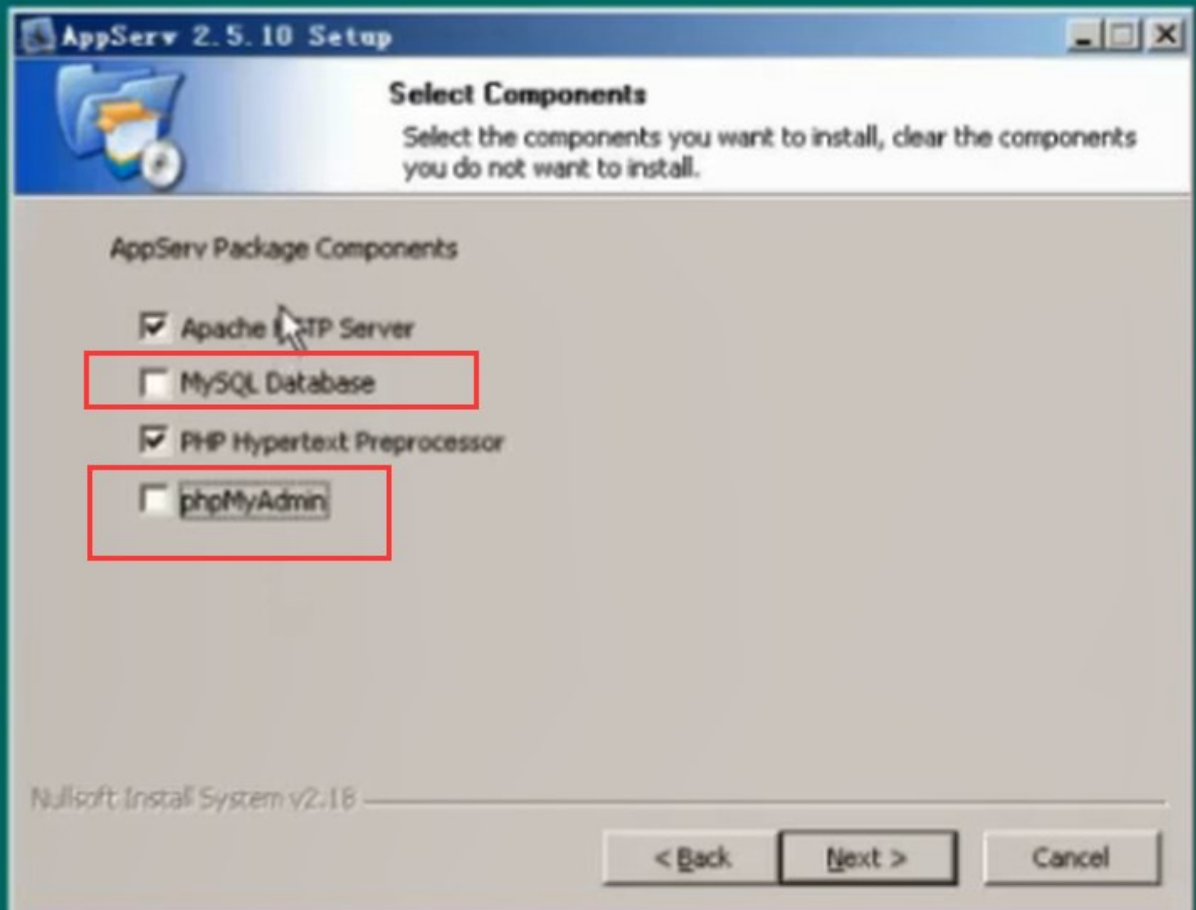 AppServ 2.5.10 Setup
Select Components
Select the components you want to install, clear the components
you do not want to install.
AppServ Package Components
Apache HTTP Server
MySQL Database
PHP Hypertext Preprocessor
phpMyAdmin
Nullsoft Install System v2.18
< Back
Next >
Cancel